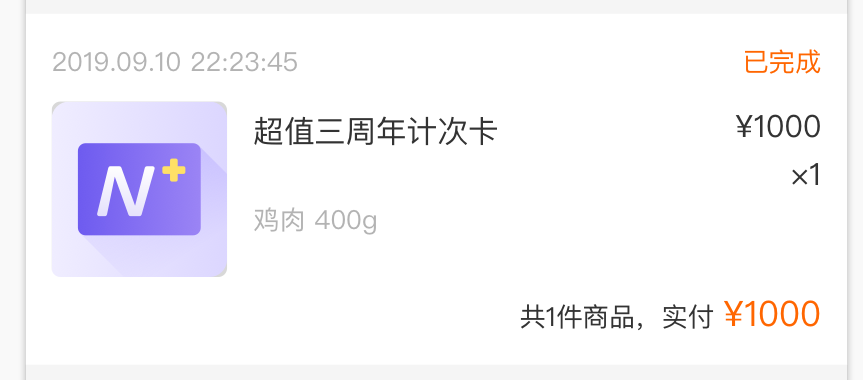 2019.09.10 22:23:45 已完成
N+
超值三周年计次卡 ¥1000
×1
鸡肉 400g
共1件商品，实付 ¥1000